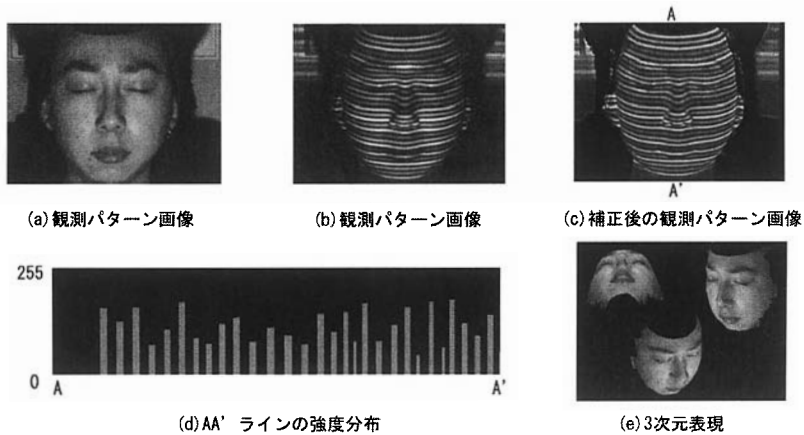 A
A'
(a)観測パターン画像
(b)観測パターン画像
(c)補正後の観測パターン画像
255
0
A
A'
(d)AA' ラインの強度分布
(e)3次元表現